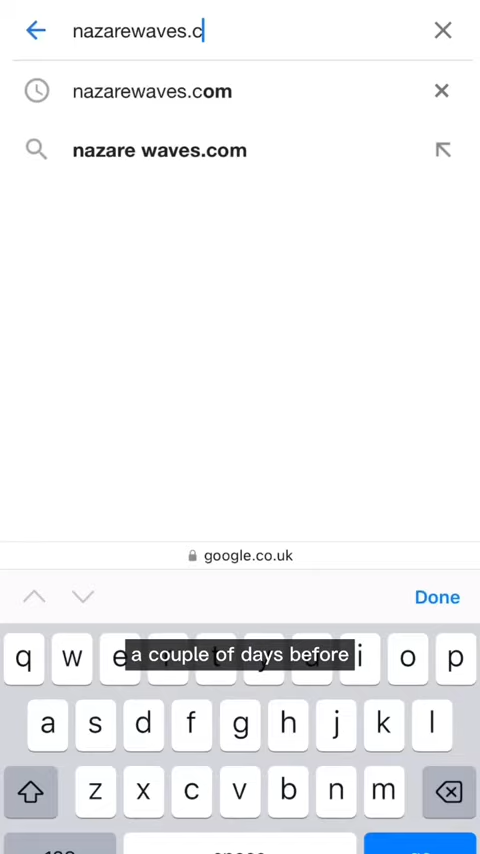 nazarewaves.c
nazarewaves.com
nazare waves.com
google.co.uk
Done
q w e i o p
a couple of days before
a s d f g h j k l
z x c v b n m